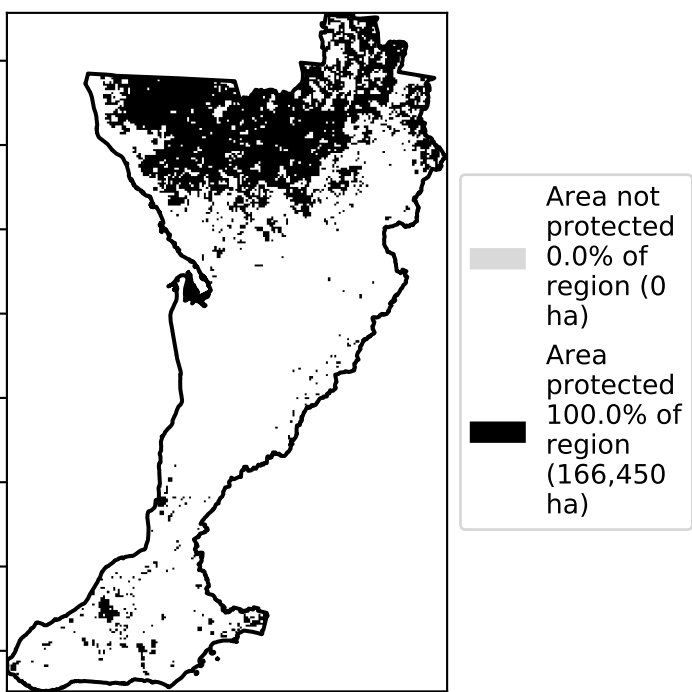 Area not
protected
0.0% of
region (0
ha)
Area
protected
100.0% of
region
(166,450
ha)